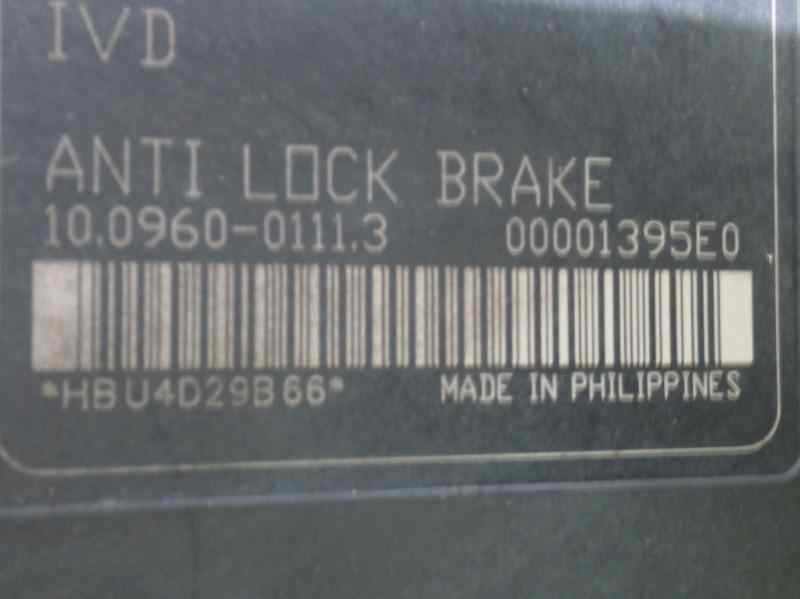 IVD
ANTI LOCK BRAKE
10.0960-0111.3 00001395E0
*HBU4D29B66* MADE IN PHILIPPINES